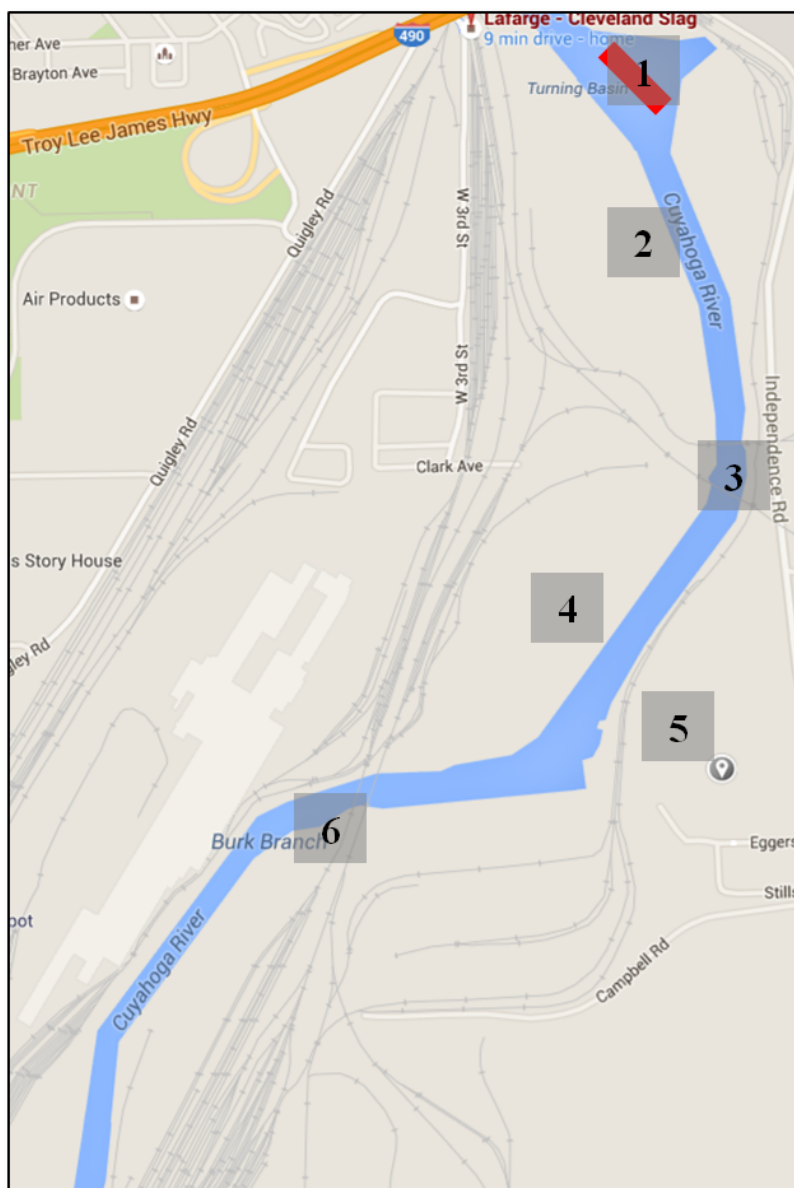 Lafarge - Cleveland Slag
9 min drive - home
490
ner Ave
Brayton Ave
1
Turning Basin
Troy Lee James Hwy
NT
Quigley Rd
W 3rd St
Cuyahoga River
2
Air Products
W 3rd St
Independence Rd
Quigley Rd
Clark Ave
3
s Story House
4
gley Rd
5
6
Burk Branch
Eggers
Stills
pot
Cuyahoga River
Campbell Rd